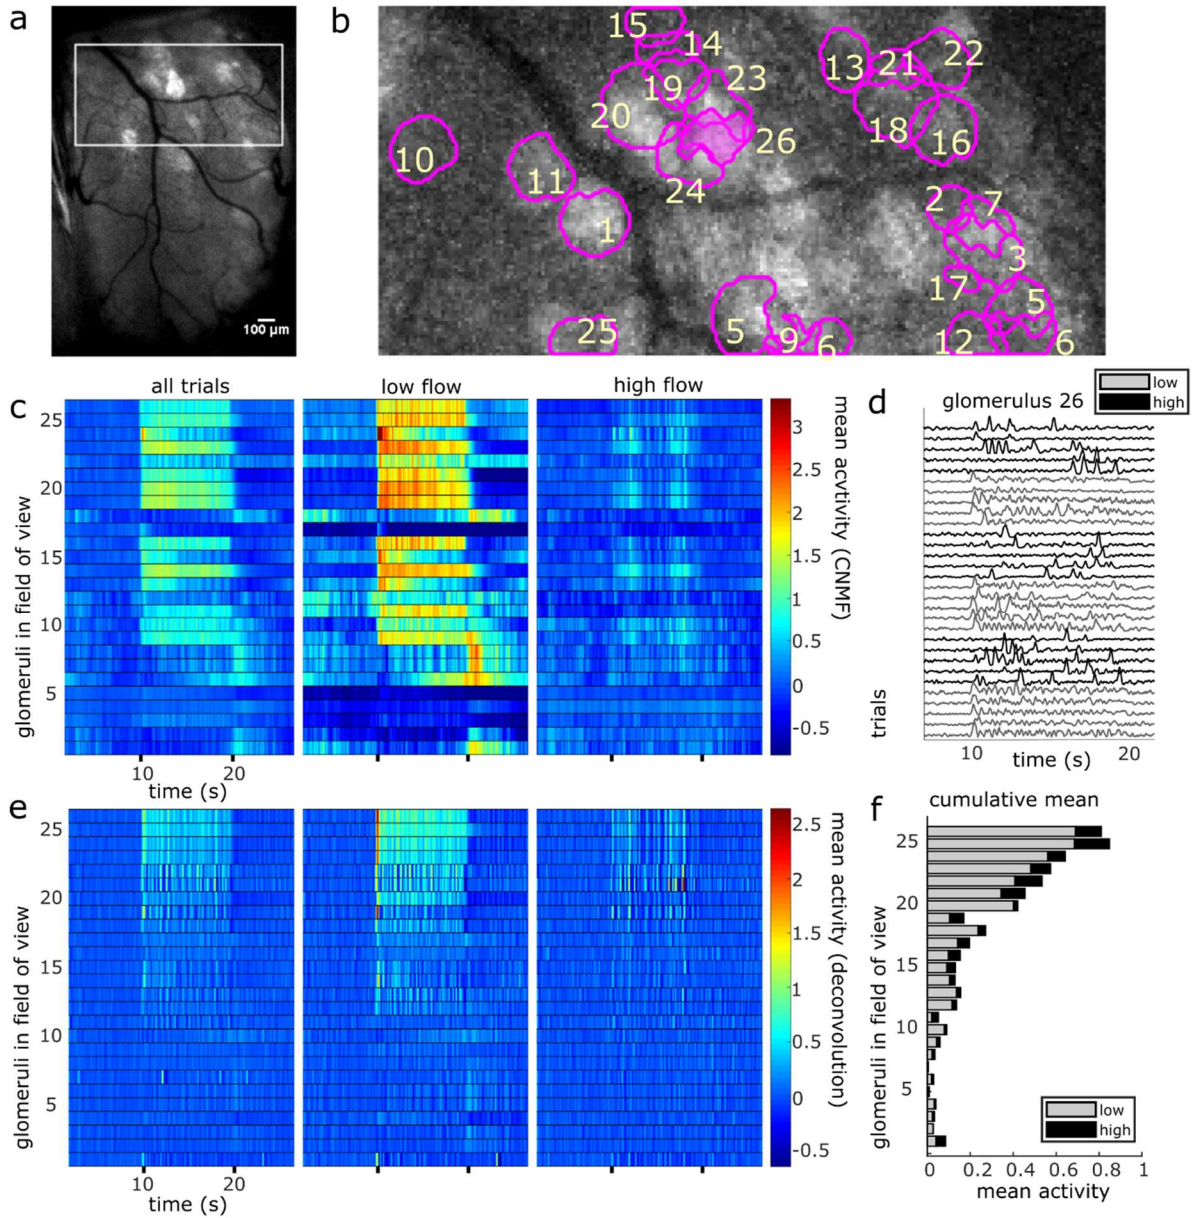 a
100 µm
b
15
14
19
23
20
26
24
10
11
1
25
5
9
6
13
21
22
18
16
2
7
3
17
5
12
6
c
all trials
low flow
high flow
glomeruli in field of view
25
20
15
10
5
10
20
time (s)
3
2.5
2
1.5
1
0.5
0
-0.5
mean acvtivity (CNMF)
d
glomerulus 26
low
high
trials
10
20
time (s)
e
glomeruli in field of view
25
20
15
10
5
10
20
time (s)
2.5
2
1.5
1
0.5
0
-0.5
mean activity (deconvolution)
f
cumulative mean
glomeruli in field of view
25
20
15
10
5
low
high
0
0.2
0.4
0.6
0.8
1
mean activity